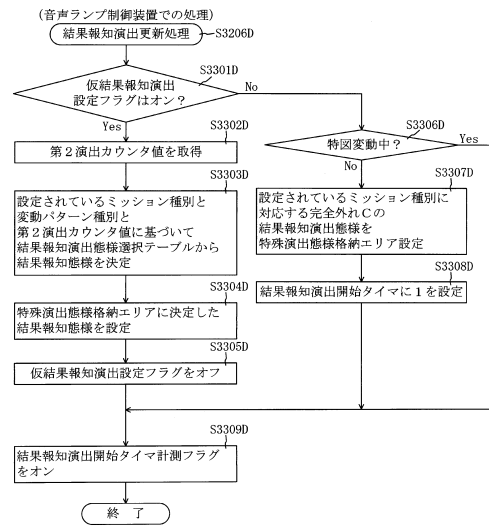 (音声ランプ制御装置での処理)
結果報知演出更新処理
S3206D
S3301D
仮結果報知演出
設定フラグはオン?
No
Yes
S3302D
第2演出カウンタ値を取得
S3303D
設定されているミッション種別と
変動パターン種別と
第2演出カウンタ値に基づいて
結果報知演出態様選択テーブルから
結果報知態様を決定
S3304D
特殊演出態様格納エリアに決定した
結果報知態様を設定
S3305D
仮結果報知演出設定フラグをオフ
S3306D
特図変動中?
Yes
No
S3307D
設定されているミッション種別に
対応する完全外れCの
結果報知演出態様を
特殊演出態様格納エリア設定
S3308D
結果報知演出開始タイマに1を設定
S3309D
結果報知演出開始タイマ計測フラグ
をオン
終 了